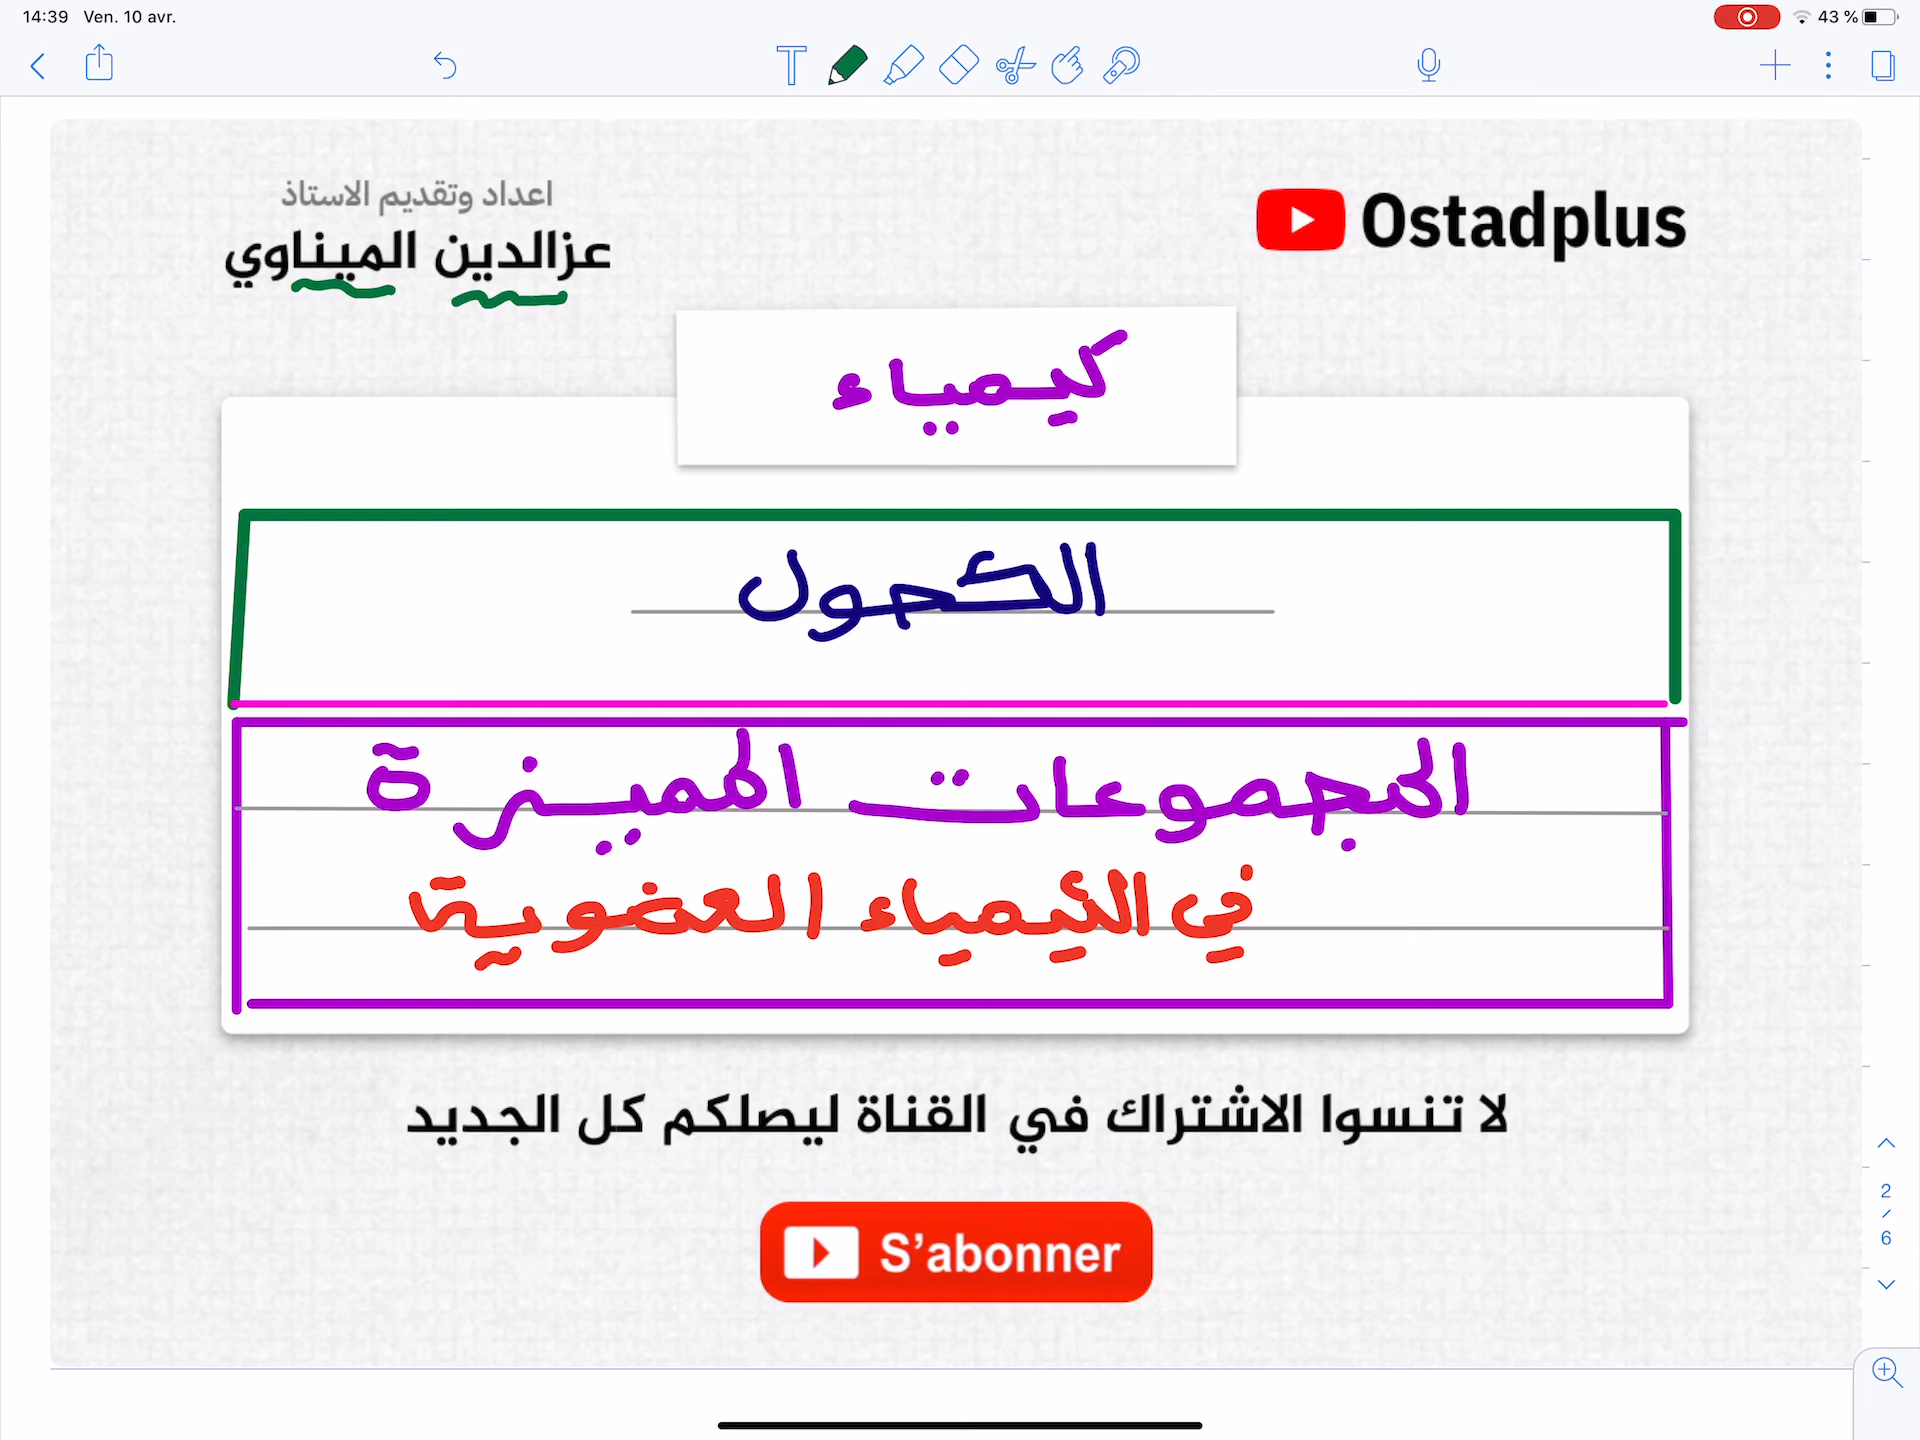 14:39 Ven. 10 avr.
43 %
اعداد وتقديم الاستاذ
عزالدين الميناوي
Ostadplus
كيمياء
الكحول
المجموعات المميزة
في الكيمياء العضوية
لا تنسوا الاشتراك في القناة ليصلكم كل الجديد
S'abonner
2
/
6